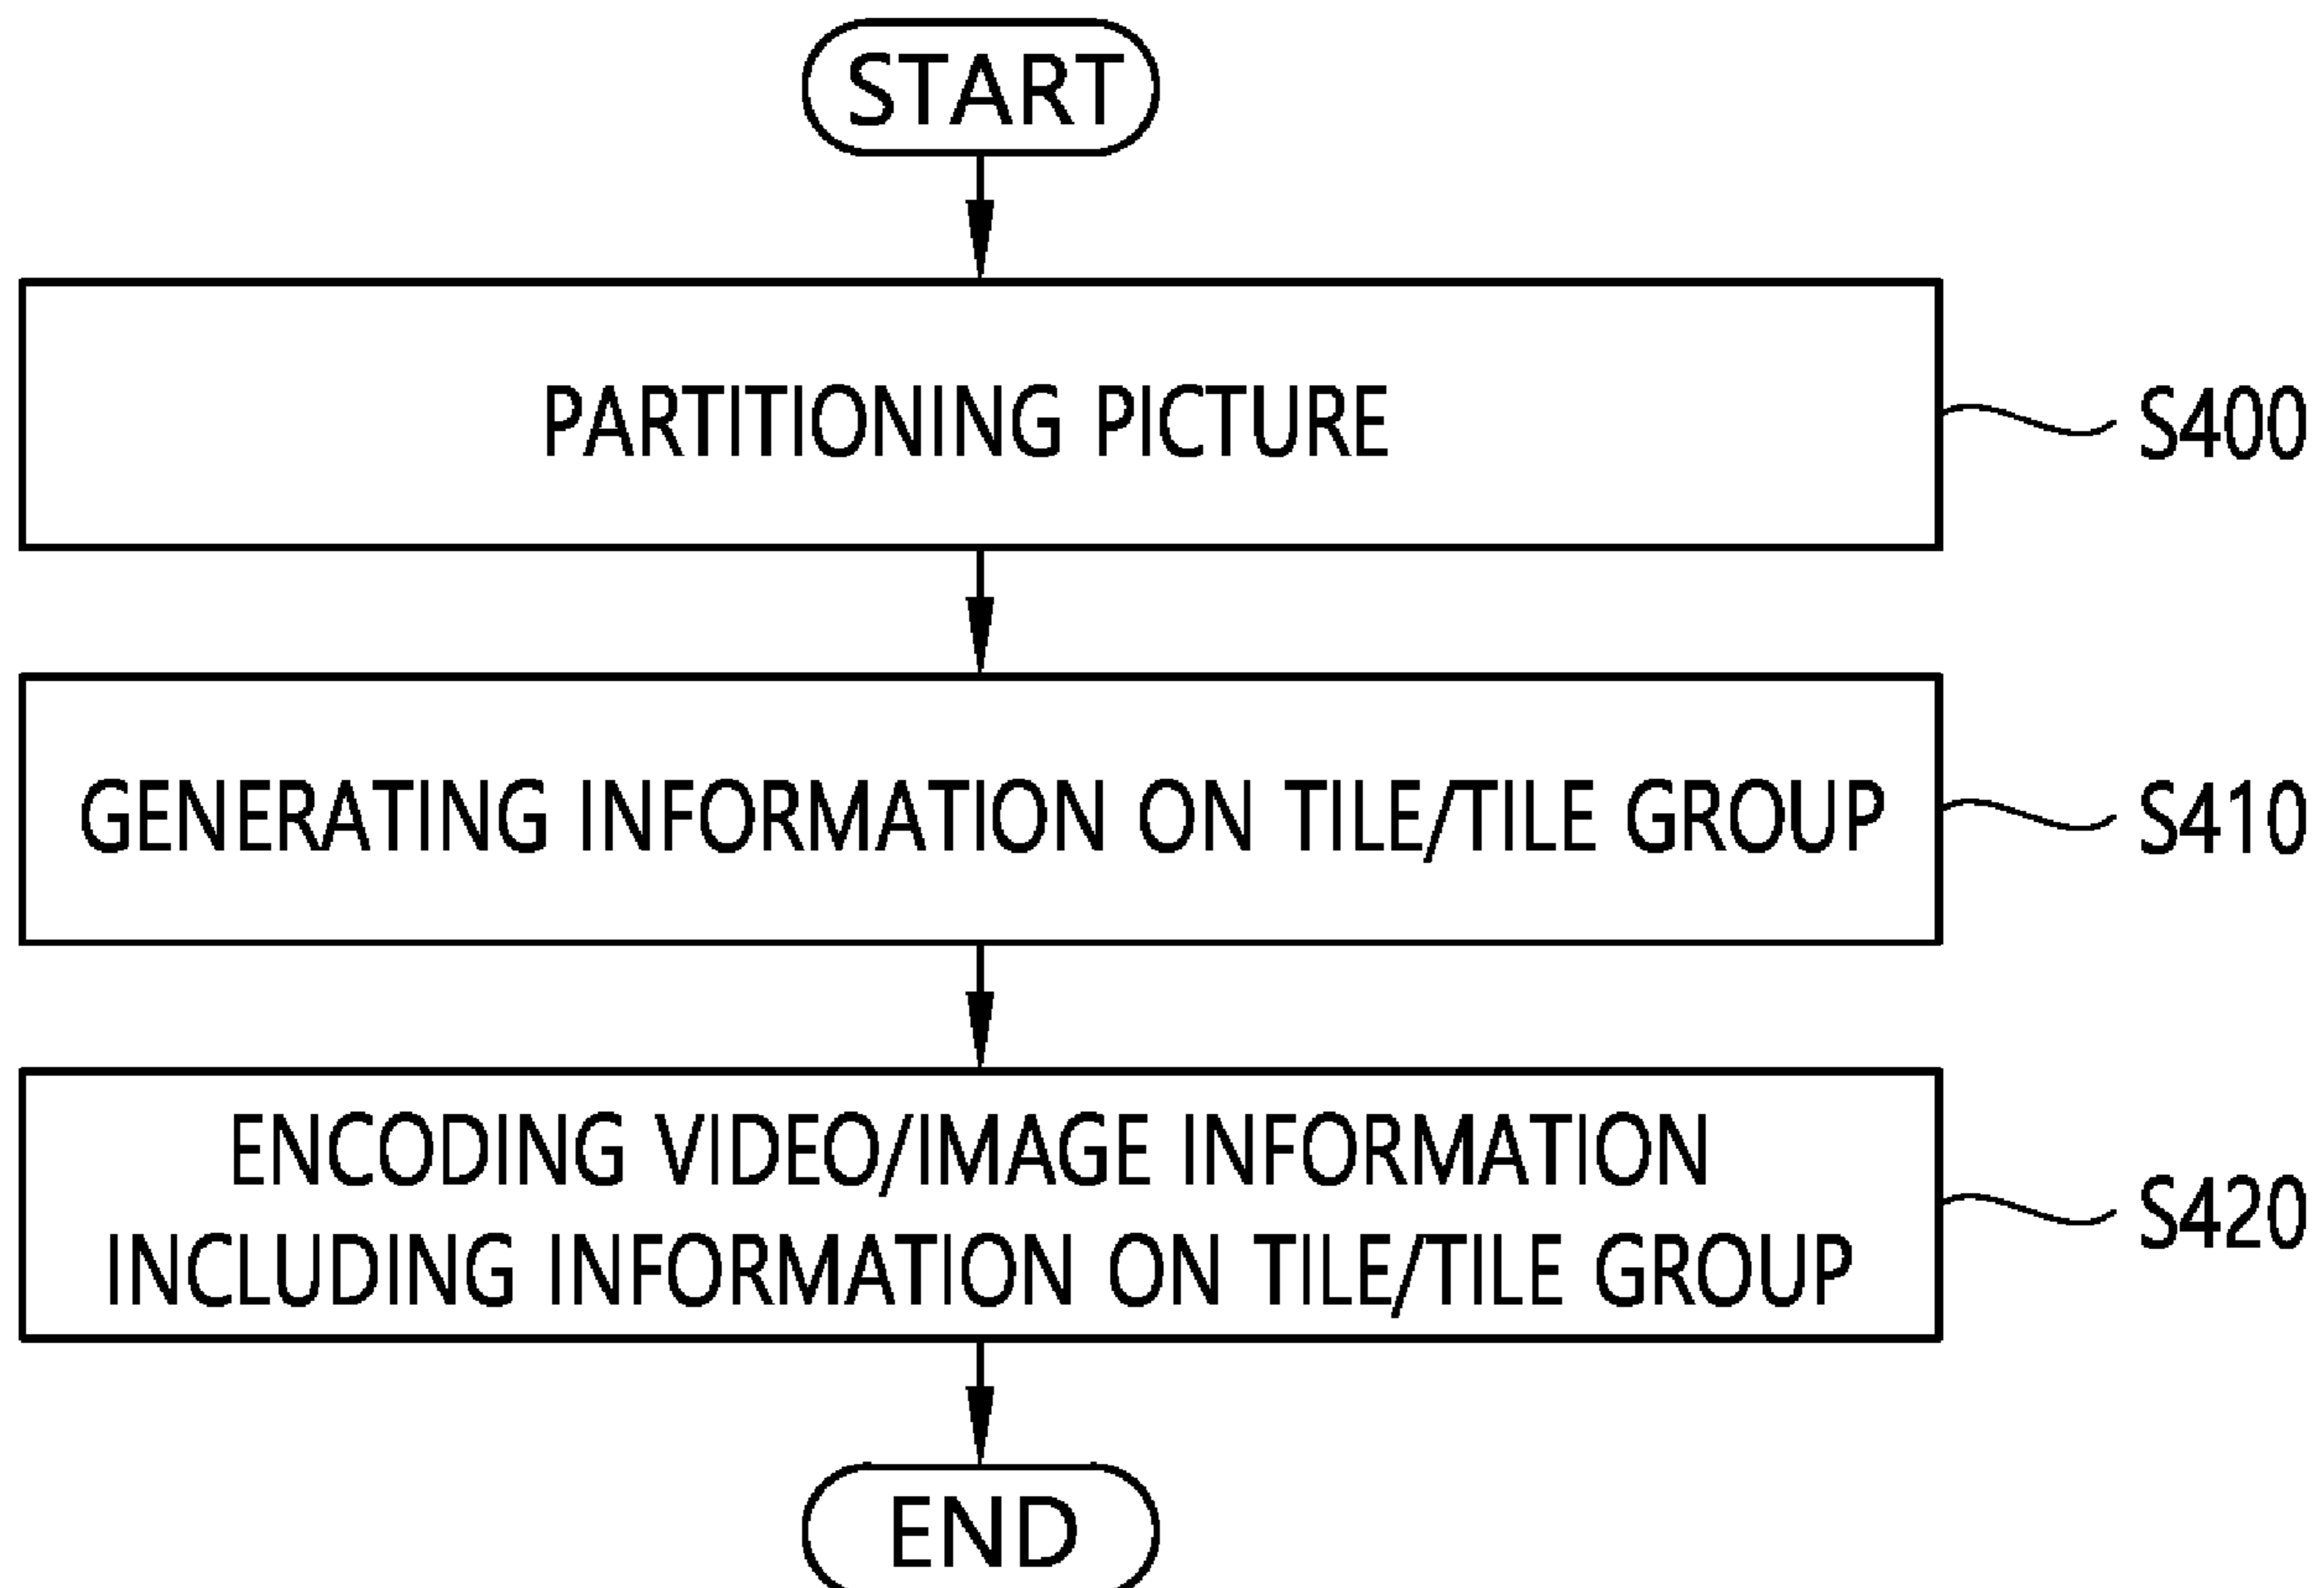 START
PARTITIONING PICTURE
S400
GENERATING INFORMATION ON TILE/TILE GROUP
S410
ENCODING VIDEO/IMAGE INFORMATION
INCLUDING INFORMATION ON TILE/TILE GROUP
S420
END